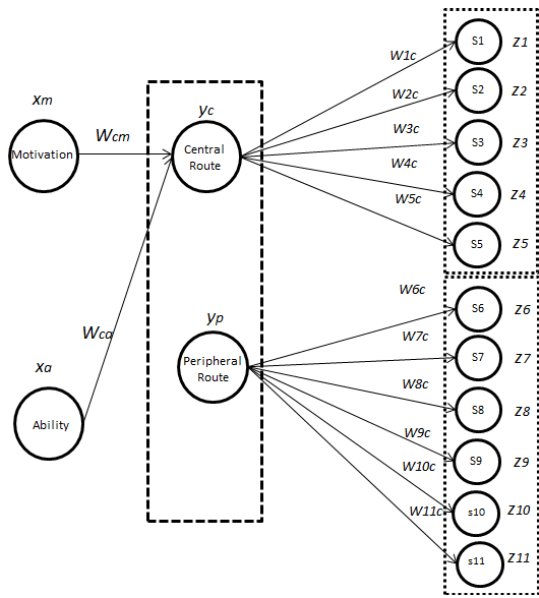 xm
Motivation
Wcm
xa
Ability
Wca
yc
Central
Route
yp
Peripheral
Route
W1c
W2c
W3c
W4c
W5c
W6c
W7c
W8c
W9c
W10c
W11c
S1 Z1
S2 Z2
S3 Z3
S4 Z4
S5 Z5
S6 Z6
S7 Z7
S8 Z8
S9 Z9
s10 Z10
s11 Z11